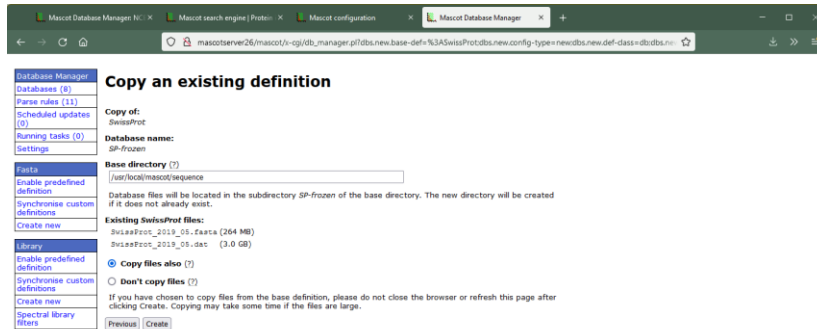 Mascot Database Managen NC
Mascot search engine | Protein
Mascot configuration
Mascot Database Manager
mascotserver26/mascot/x-cgi/db_manager.pl?dbs.new.base-def=%3ASwissProt;dbs.new.config-type=new;dbs.new.def-class=db;dbs.ne
Database Manager
Databases (8)
Parse rules (11)
Scheduled updates
(0)
Running tasks (0)
Settings
Fasta
Enable predefined
definition
Synchronise custom
definitions
Create new
Library
Enable predefined
definition
Synchronise custom
definitions
Create new
Spectral library
filters
Copy an existing definition
Copy of:
SwissProt
Database name:
SP-frozen
Base directory (?)
/usr/local/mascot/sequence
Database files will be located in the subdirectory SP-frozen of the base directory. The new directory will be created
if it does not already exist.
Existing SwissProt files:
SwissProt_2019_05.fasta (264 MB)
SwissProt_2019_05.dat (3.0 GB)
Copy files also (?)
Don't copy files (?)
If you have chosen to copy files from the base definition, please do not close the browser or refresh this page after
clicking Create. Copying may take some time if the files are large.
Previous Create